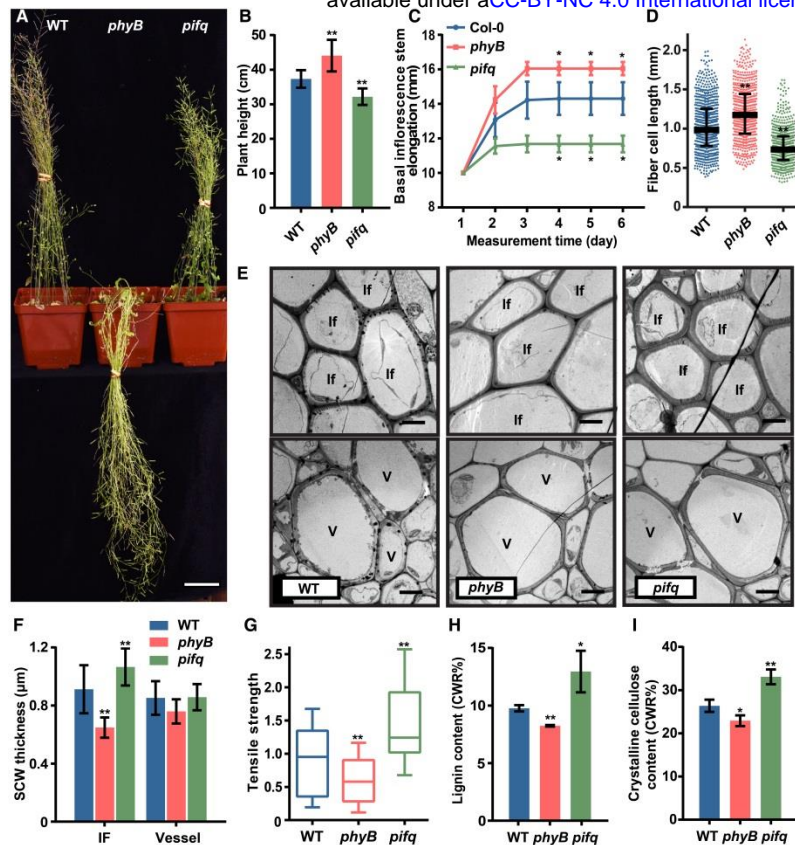 available under aCC-BY-NC 4.0 International licen
A
WT
phyB
pifq
B
Plant height (cm)
60
50
40
30
20
10
0
**
**
WT
phyB
pifq
C
Basal inflorescence stem
elongation (mm)
18
16
14
12
10
8
Col-0
phyB
pifq
* * *
* * *
1 2 3 4 5 6
Measurement time (day)
D
Fiber cell length (mm)
2.0
1.5
1.0
0.5
0
**
**
WT
phyB
pifq
E
If
If
If
If
If
If
If
If
If
If
If
If
V
V
V
V
V
V
V
WT
phyB
pifq
F
SCW thickness (μm)
1.2
0.8
0.4
0
WT
phyB
pifq
**
**
IF Vessel
G
Tensile strength
3.0
2.5
2.0
1.5
1.0
0.5
0.0
**
**
WT phyB pifq
H
Lignin content (CWR%)
15
10
5
0
**
*
WT phyB pifq
I
Crystalline cellulose
content (CWR%)
40
30
20
10
0
*
**
WT phyB pifq